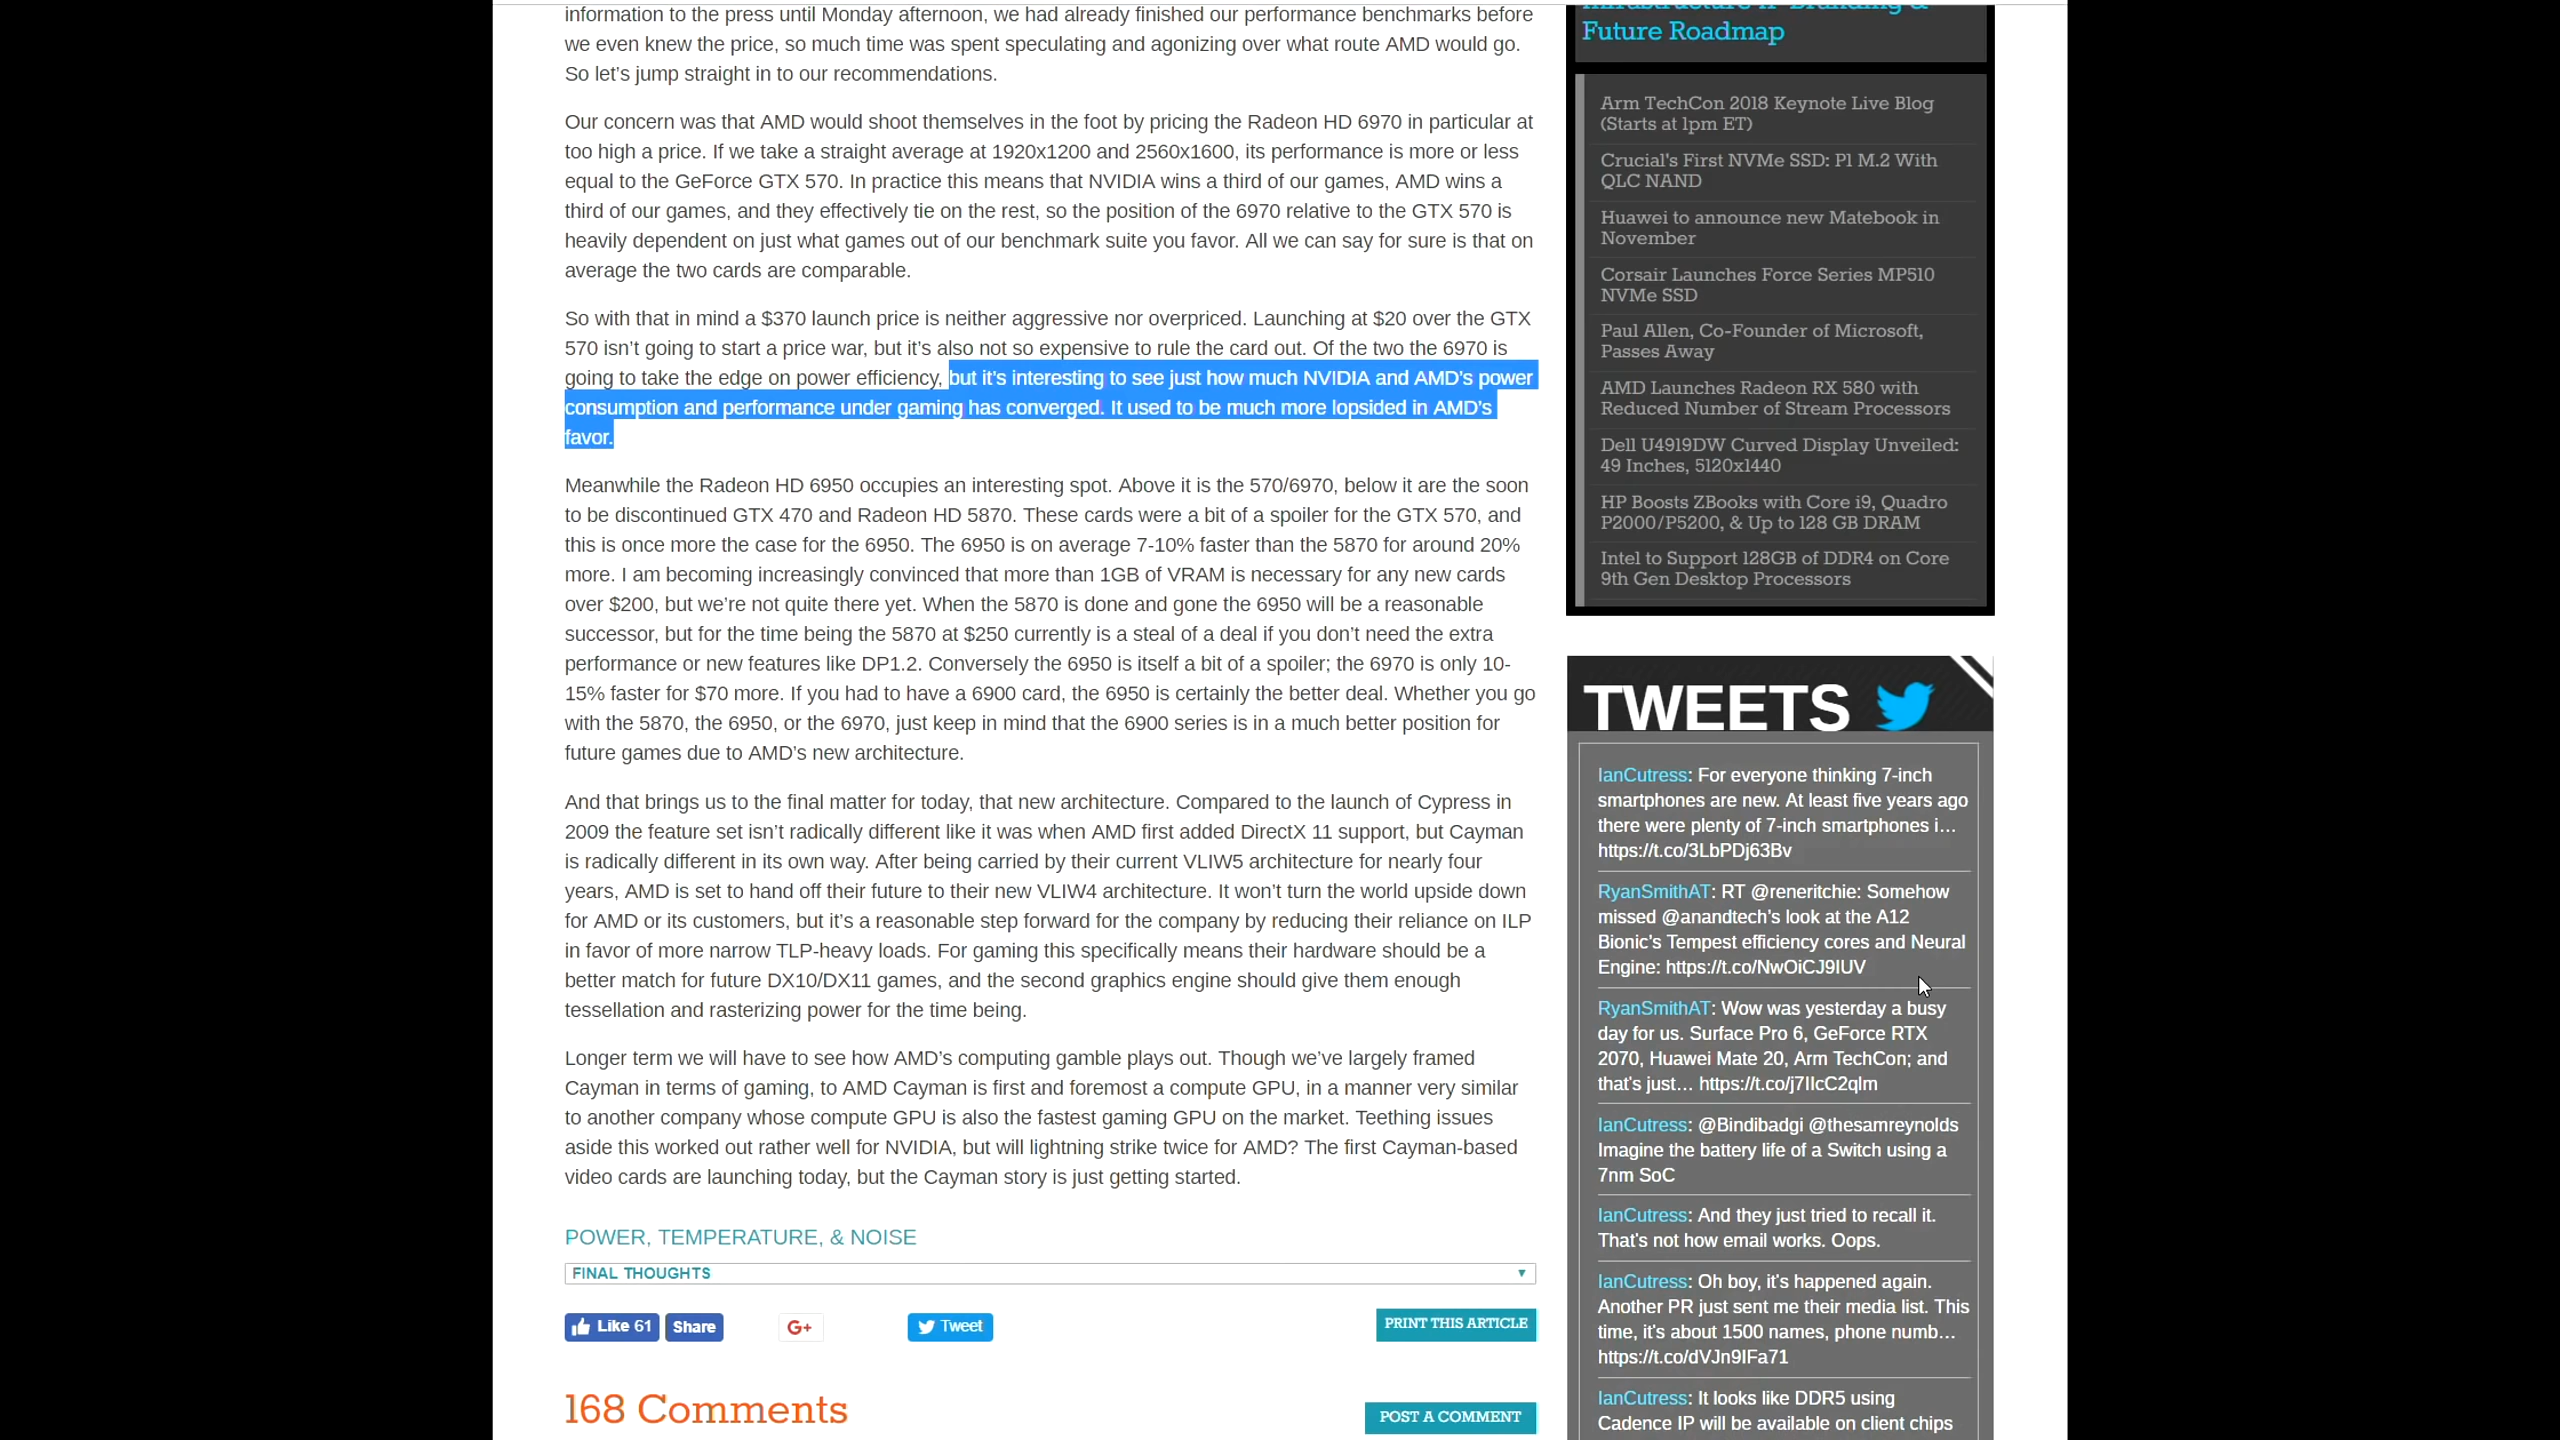 information to the press until Monday afternoon, we had already finished our performance benchmarks before
we even knew the price, so much time was spent speculating and agonizing over what route AMD would go.
So let's jump straight in to our recommendations.
Our concern was that AMD would shoot themselves in the foot by pricing the Radeon HD 6970 in particular at
too high a price. If we take a straight average at 1920x1200 and 2560x1600, its performance is more or less
equal to the GeForce GTX 570. In practice this means that NVIDIA wins a third of our games, AMD wins a
third of our games, and they effectively tie on the rest, so the position of the 6970 relative to the GTX 570 is
heavily dependent on just what games out of our benchmark suite you favor. All we can say for sure is that on
average the two cards are comparable.
So with that in mind a $370 launch price is neither aggressive nor overpriced. Launching at $20 over the GTX
570 isn't going to start a price war, but it's also not so expensive to rule the card out. Of the two the 6970 is
going to take the edge on power efficiency, but it's interesting to see just how much NVIDIA and AMD's power
consumption and performance under gaming has converged. It used to be much more lopsided in AMD's
favor.
Meanwhile the Radeon HD 6950 occupies an interesting spot. Above it is the 570/6970, below it are the soon
to be discontinued GTX 470 and Radeon HD 5870. These cards were a bit of a spoiler for the GTX 570, and
this is once more the case for the 6950. The 6950 is on average 7-10% faster than the 5870 for around 20%
more. I am becoming increasingly convinced that more than 1GB of VRAM is necessary for any new cards
over $200, but we're not quite there yet. When the 5870 is done and gone the 6950 will be a reasonable
successor, but for the time being the 5870 at $250 currently is a steal of a deal if you don't need the extra
performance or new features like DP1.2. Conversely the 6950 is itself a bit of a spoiler; the 6970 is only 10-
15% faster for $70 more. If you had to have a 6900 card, the 6950 is certainly the better deal. Whether you go
with the 5870, the 6950, or the 6970, just keep in mind that the 6900 series is in a much better position for
future games due to AMD's new architecture.
And that brings us to the final matter for today, that new architecture. Compared to the launch of Cypress in
2009 the feature set isn't radically different like it was when AMD first added DirectX 11 support, but Cayman
is radically different in its own way. After being carried by their current VLIW5 architecture for nearly four
years, AMD is set to hand off their future to their new VLIW4 architecture. It won't turn the world upside down
for AMD or its customers, but it's a reasonable step forward for the company by reducing their reliance on ILP
in favor of more narrow TLP-heavy loads. For gaming this specifically means their hardware should be a
better match for future DX10/DX11 games, and the second graphics engine should give them enough
tessellation and rasterizing power for the time being.
Longer term we will have to see how AMD's computing gamble plays out. Though we've largely framed
Cayman in terms of gaming, to AMD Cayman is first and foremost a compute GPU, in a manner very similar
to another company whose compute GPU is also the fastest gaming GPU on the market. Teething issues
aside this worked out rather well for NVIDIA, but will lightning strike twice for AMD? The first Cayman-based
video cards are launching today, but the Cayman story is just getting started.
POWER, TEMPERATURE, & NOISE
FINAL THOUGHTS
Like 61
Share
G+
Tweet
PRINT THIS ARTICLE
168 Comments
POST A COMMENT
Infrastructure IP Branding &
Future Roadmap
Arm TechCon 2018 Keynote Live Blog
(Starts at 1pm ET)
Crucial's First NVMe SSD: P1 M.2 With
QLC NAND
Huawei to announce new Matebook in
November
Corsair Launches Force Series MP510
NVMe SSD
Paul Allen, Co-Founder of Microsoft,
Passes Away
AMD Launches Radeon RX 580 with
Reduced Number of Stream Processors
Dell U4919DW Curved Display Unveiled:
49 Inches, 5120x1440
HP Boosts ZBooks with Core i9, Quadro
P2000/P5200, & Up to 128 GB DRAM
Intel to Support 128GB of DDR4 on Core
9th Gen Desktop Processors
TWEETS
IanCutress: For everyone thinking 7-inch
smartphones are new. At least five years ago
there were plenty of 7-inch smartphones i…
https://t.co/3LbPDj63Bv
RyanSmithAT: RT @reneritchie: Somehow
missed @anandtech's look at the A12
Bionic's Tempest efficiency cores and Neural
Engine: https://t.co/NwOiCJ9IUV
RyanSmithAT: Wow was yesterday a busy
day for us. Surface Pro 6, GeForce RTX
2070, Huawei Mate 20, Arm TechCon; and
that's just… https://t.co/j7IIcC2qlm
IanCutress: @Bindibadgi @thesamreynolds
Imagine the battery life of a Switch using a
7nm SoC
IanCutress: And they just tried to recall it.
That's not how email works. Oops.
IanCutress: Oh boy, it's happened again.
Another PR just sent me their media list. This
time, it's about 1500 names, phone numb…
https://t.co/dVJn9IFa71
IanCutress: It looks like DDR5 using
Cadence IP will be available on client chips